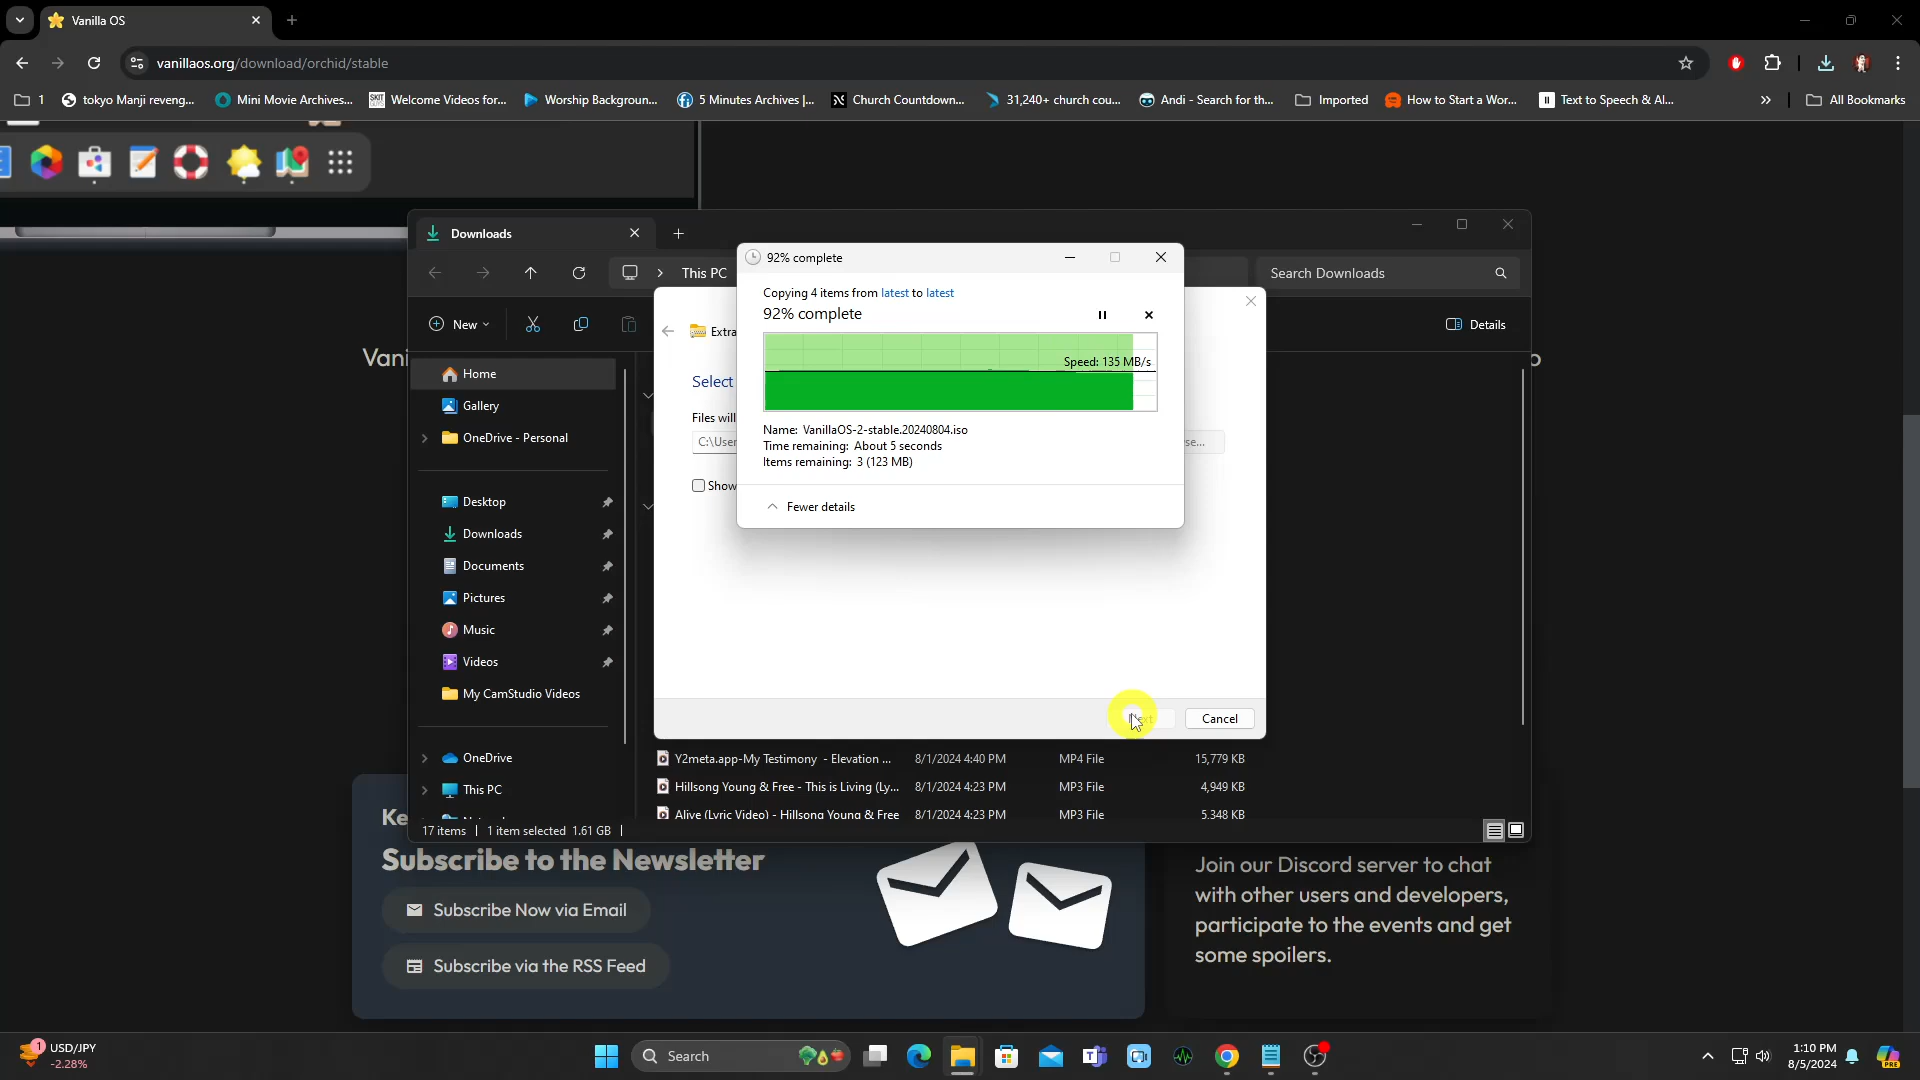 Vanilla OS
vanillaos.org/download/orchid/stable
1
tokyo Manji reveng...
Mini Movie Archives...
Welcome Videos for...
Worship Backgroun...
5 Minutes Archives |...
Church Countdown...
31,240+ church cou...
Andi - Search for th...
Imported
How to Start a Wor...
Text to Speech & AI...
»
All Bookmarks
Downloads
This PC
Search Downloads
New
Details
92% complete
Copying 4 items from latest to latest
92% complete
Speed: 135 MB/s
Name: VanillaOS-2-stable.20240804.iso
Time remaining: About 5 seconds
Items remaining: 3 (123 MB)
Fewer details
Extra
Select
Files will
C:\User
se...
Show
Cancel
Vani
Home
Gallery
OneDrive - Personal
Desktop
Downloads
Documents
Pictures
Music
Videos
My CamStudio Videos
OneDrive
This PC
Y2meta.app-My Testimony - Elevation ... 8/1/2024 4:40 PM MP4 File 15,779 KB
Hillsong Young & Free - This is Living (Ly... 8/1/2024 4:23 PM MP3 File 4,949 KB
Alive (Lyric Video) - Hillsong Young & Free 8/1/2024 4:23 PM MP3 File 5,348 KB
17 items 1 item selected 1.61 GB
Ke
Subscribe to the Newsletter
Subscribe Now via Email
Subscribe via the RSS Feed
Join our Discord server to chat
with other users and developers,
participate to the events and get
some spoilers.
1
USD/JPY
-2.28%
Search
1:10 PM
8/5/2024
PRE